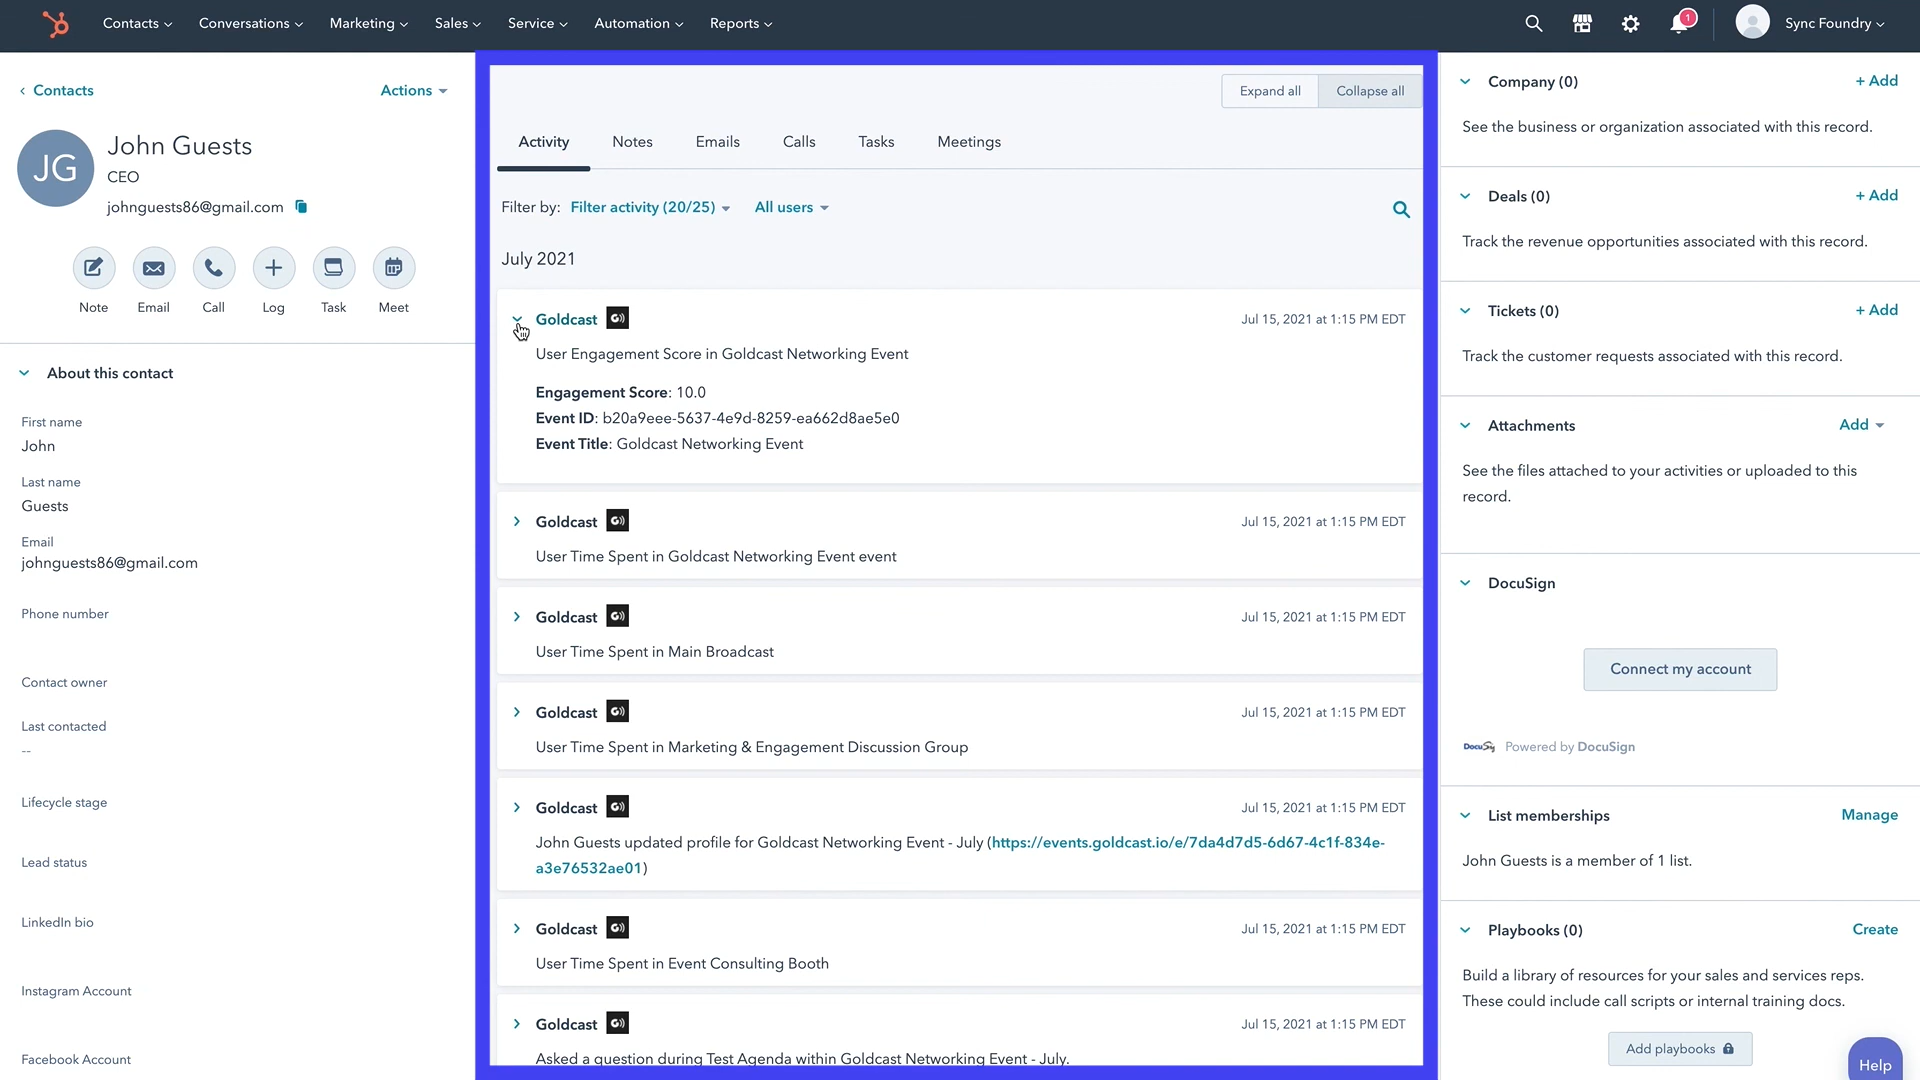 Contacts
Conversations
Marketing
Sales
Service
Automation
Reports
1
Sync Foundry
Contacts
Actions
JG
John Guests
CEO
johnguests86@gmail.com
Note
Email
Call
Log
Task
Meet
About this contact
First name
John
Last name
Guests
Email
johnguests86@gmail.com
Phone number
Contact owner
Last contacted
--
Lifecycle stage
Lead status
LinkedIn bio
Instagram Account
Facebook Account
Expand all
Collapse all
Activity
Notes
Emails
Calls
Tasks
Meetings
Filter by: Filter activity (20/25) All users
July 2021
Goldcast Jul 15, 2021 at 1:15 PM EDT
User Engagement Score in Goldcast Networking Event
Engagement Score: 10.0
Event ID: b20a9eee-5637-4e9d-8259-ea662d8ae5e0
Event Title: Goldcast Networking Event
Goldcast Jul 15, 2021 at 1:15 PM EDT
User Time Spent in Goldcast Networking Event event
Goldcast Jul 15, 2021 at 1:15 PM EDT
User Time Spent in Main Broadcast
Goldcast Jul 15, 2021 at 1:15 PM EDT
User Time Spent in Marketing & Engagement Discussion Group
Goldcast Jul 15, 2021 at 1:15 PM EDT
John Guests updated profile for Goldcast Networking Event - July (https://events.goldcast.io/e/7da4d7d5-6d67-4c1f-834e-
a3e76532ae01)
Goldcast Jul 15, 2021 at 1:15 PM EDT
User Time Spent in Event Consulting Booth
Goldcast Jul 15, 2021 at 1:15 PM EDT
Asked a question during Test Agenda within Goldcast Networking Event - July.
Company (0) + Add
See the business or organization associated with this record.
Deals (0) + Add
Track the revenue opportunities associated with this record.
Tickets (0) + Add
Track the customer requests associated with this record.
Attachments Add
See the files attached to your activities or uploaded to this
record.
DocuSign
Connect my account
DocuSign Powered by DocuSign
List memberships Manage
John Guests is a member of 1 list.
Playbooks (0) Create
Build a library of resources for your sales and services reps.
These could include call scripts or internal training docs.
Add playbooks
Help